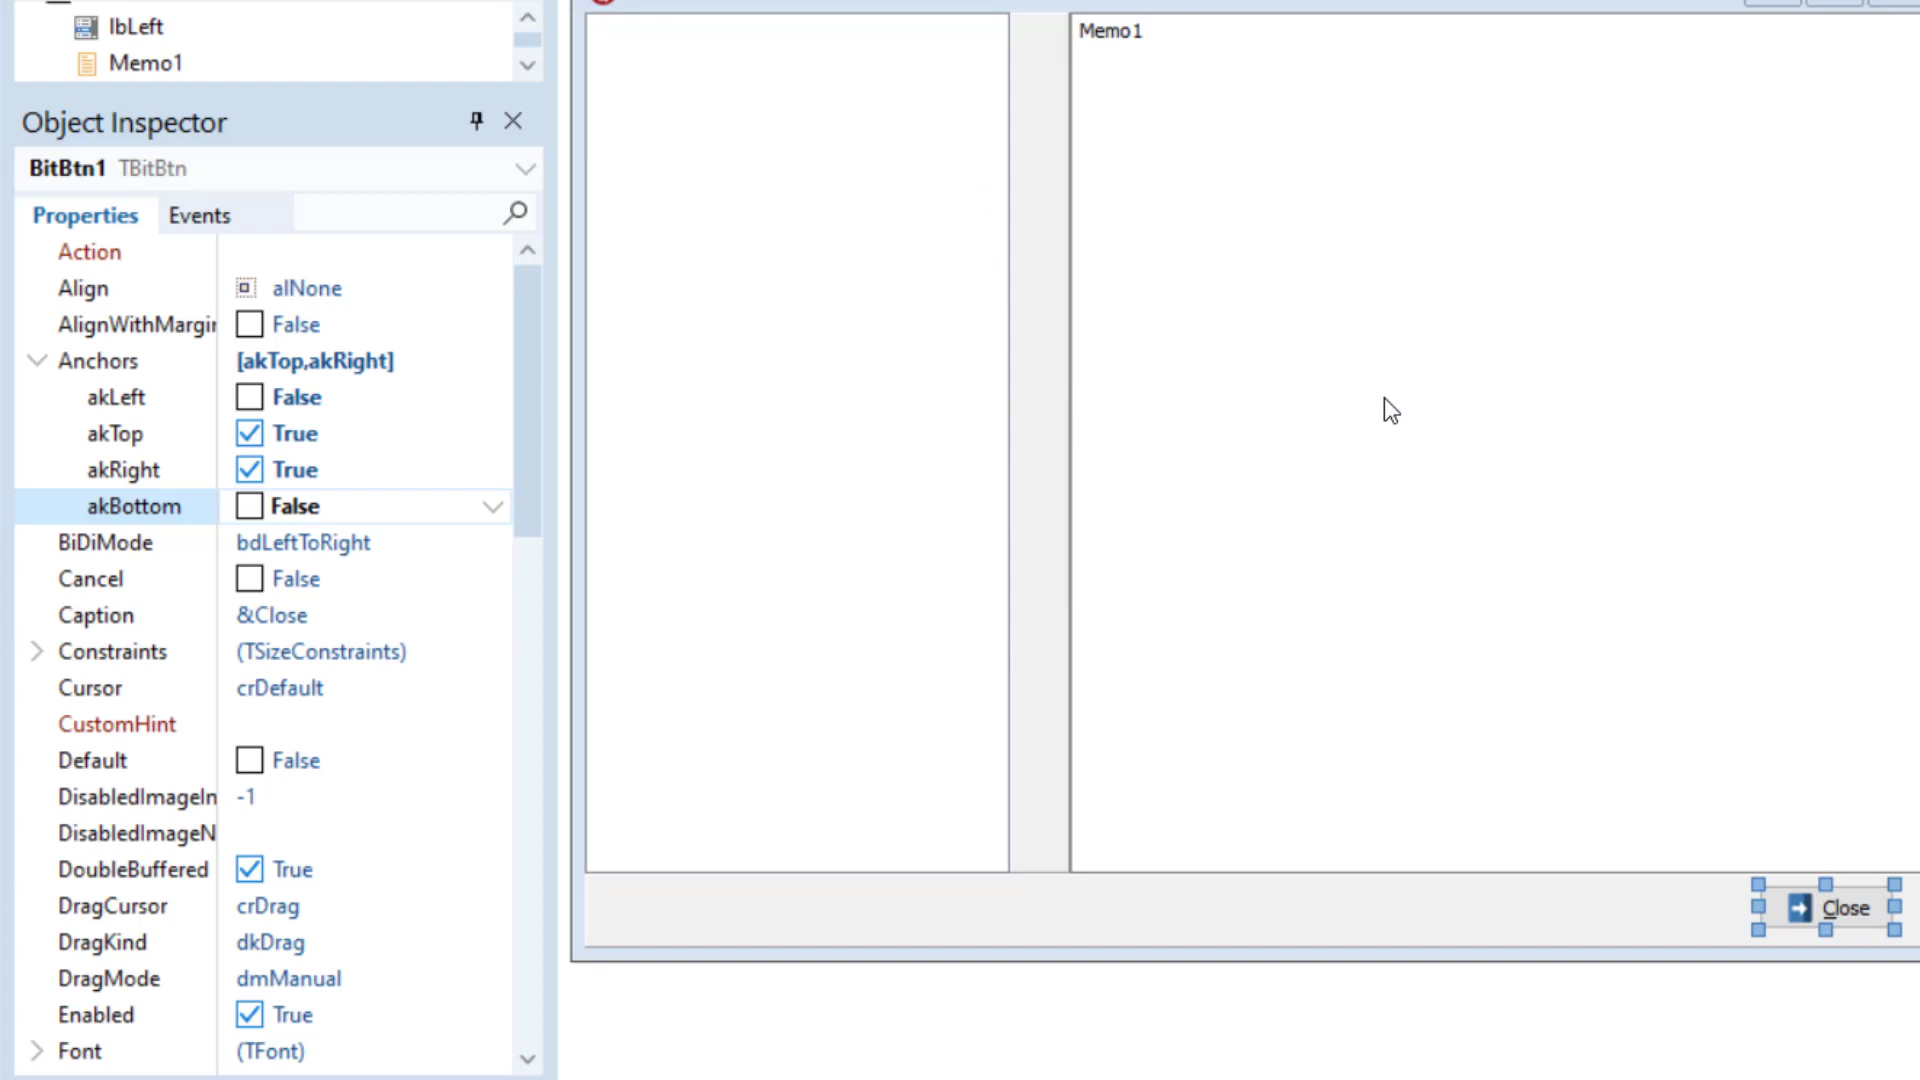 lbLeft
Memo1
Object Inspector
BitBtn1 TBitBtn
Properties Events
Action
Align alNone
AlignWithMargin False
Anchors [akTop,akRight]
akLeft False
akTop True
akRight True
akBottom False
BiDiMode bdLeftToRight
Cancel False
Caption &Close
Constraints (TSizeConstraints)
Cursor crDefault
CustomHint
Default False
DisabledImageIn -1
DisabledImageN
DoubleBuffered True
DragCursor crDrag
DragKind dkDrag
DragMode dmManual
Enabled True
Font (TFont)
Memo1
Close